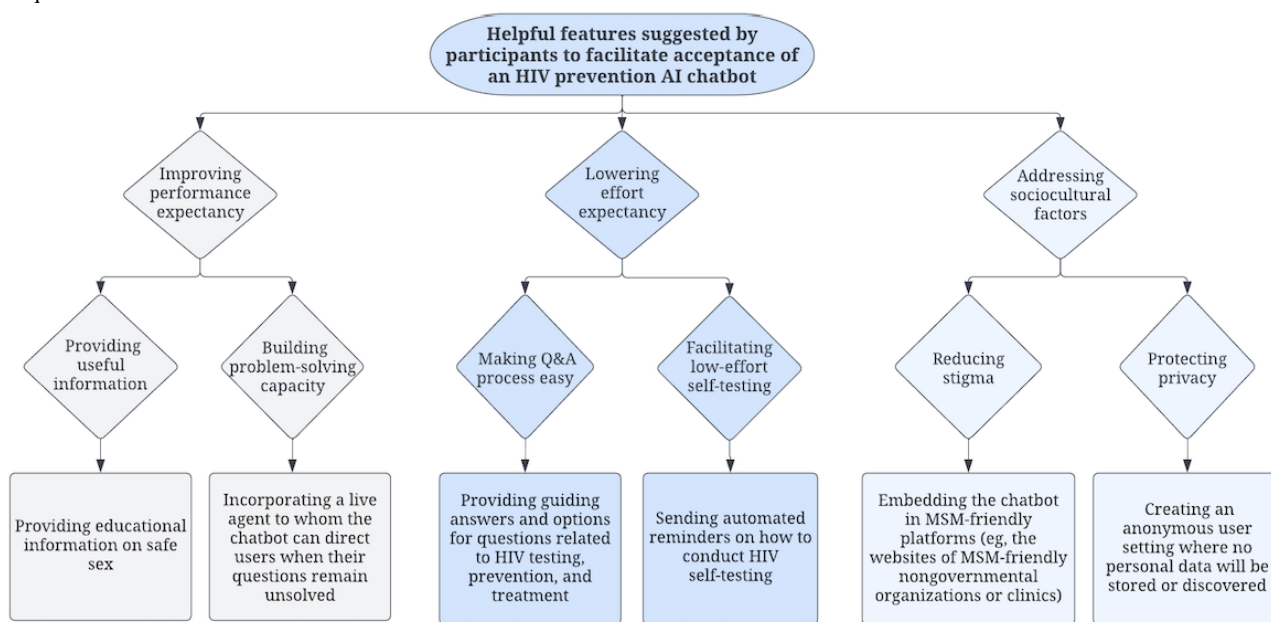 Helpful features suggested by
participants to facilitate acceptance of
an HIV prevention AI chatbot
Improving
performance
expectancy
Lowering
effort
expectancy
Addressing
sociocultural
factors
Providing
useful
information
Building
problem-solving
capacity
Making Q&A
process easy
Facilitating
low-effort
self-testing
Reducing
stigma
Protecting
privacy
Providing educational
information on safe
sex
Incorporating a live
agent to whom the
chatbot can direct
users when their
questions remain
unsolved
Providing guiding
answers and options
for questions related
to HIV testing,
prevention, and
treatment
Sending automated
reminders on how to
conduct HIV
self-testing
Embedding the chatbot
in MSM-friendly
platforms (eg, the
websites of MSM-friendly
nongovernmental
organizations or clinics)
Creating an
anonymous user
setting where no
personal data will be
stored or discovered